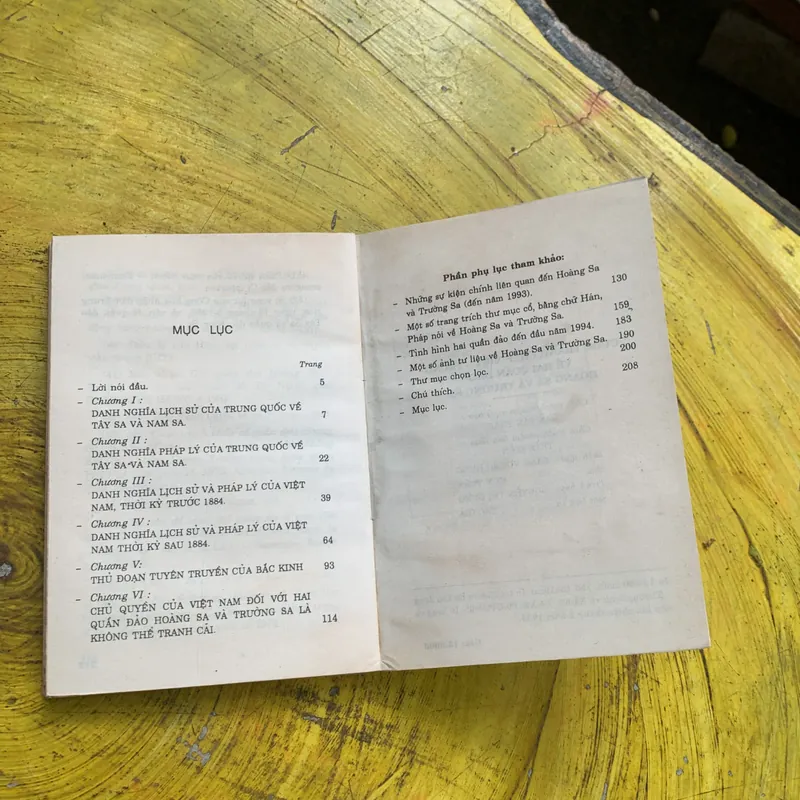 MỤC LỤC
Trang
– Lời nói đầu. 5
– Chương I :
DANH NGHĨA LỊCH SỬ CỦA TRUNG QUỐC VỀ
TÂY SA VÀ NAM SA. 7
– Chương II :
DANH NGHĨA PHÁP LÝ CỦA TRUNG QUỐC VỀ
TÂY SA VÀ NAM SA. 22
– Chương III :
DANH NGHĨA LỊCH SỬ VÀ PHÁP LÝ CỦA VIỆT
NAM, THỜI KỲ TRƯỚC 1884. 39
– Chương IV :
DANH NGHĨA LỊCH SỬ VÀ PHÁP LÝ CỦA VIỆT
NAM THỜI KỲ SAU 1884. 64
– Chương V:
THỦ ĐOẠN TUYÊN TRUYỀN CỦA BẮC KINH 93
– Chương VI :
CHỦ QUYỀN CỦA VIỆT NAM ĐỐI VỚI HAI
QUẦN ĐẢO HOÀNG SA VÀ TRƯỜNG SA LÀ 114
KHÔNG THỂ TRANH CÃI.
Phần phụ lục tham khảo:
– Những sự kiện chính liên quan đến Hoàng Sa 130
và Trường Sa (đến năm 1993).
– Một số trang trích thư mục cổ, bằng chữ Hán, 159
Pháp nói về Hoàng Sa và Trường Sa.
– Tình hình hai quần đảo đến đầu năm 1994. 183
– Một số ảnh tư liệu về Hoàng Sa và Trường Sa. 190
– Thư mục chọn lọc. 200
– Chú thích. 208
– Mục lục.